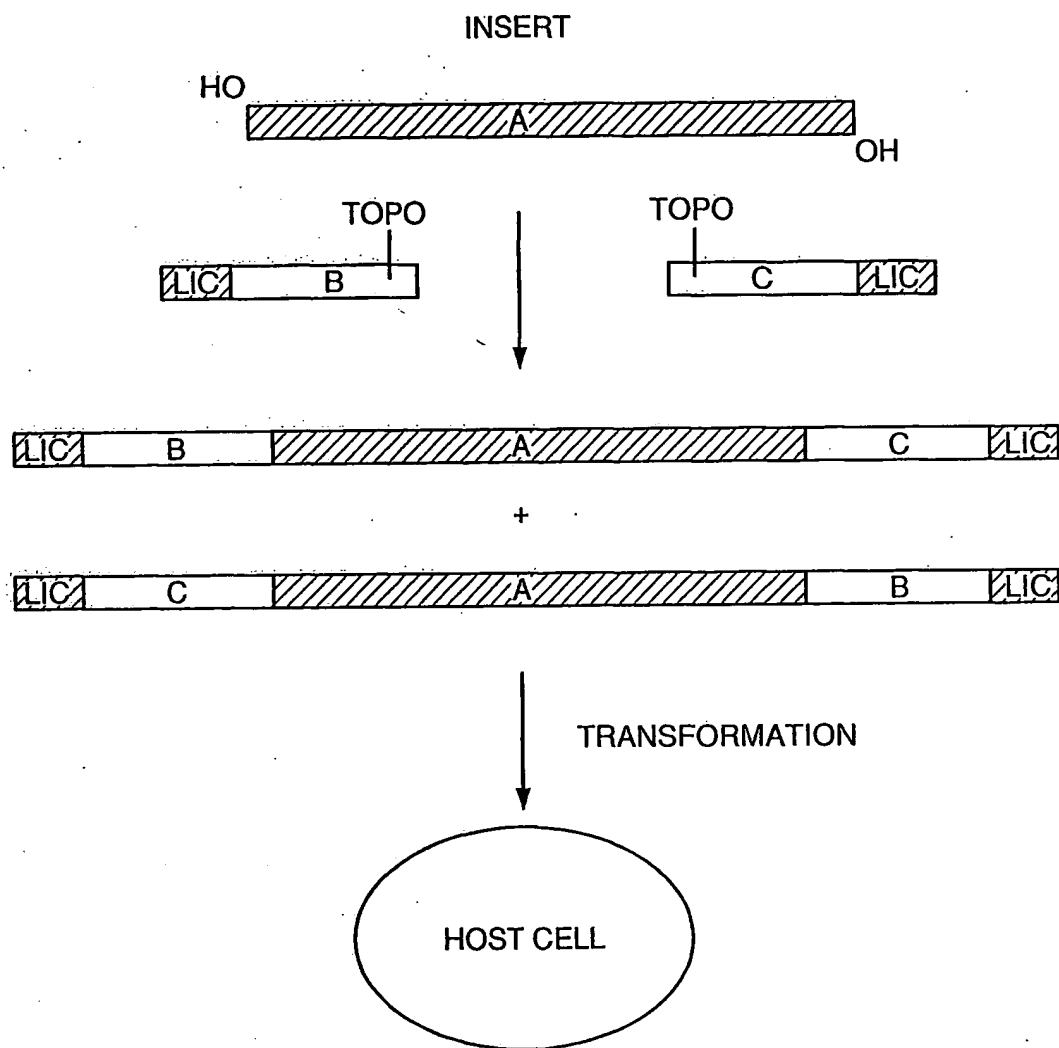 INSERT
HO
A
OH
TOPO TOPO
LIC B C LIC
LIC B A C LIC
+
LIC C A B LIC
TRANSFORMATION
HOST CELL